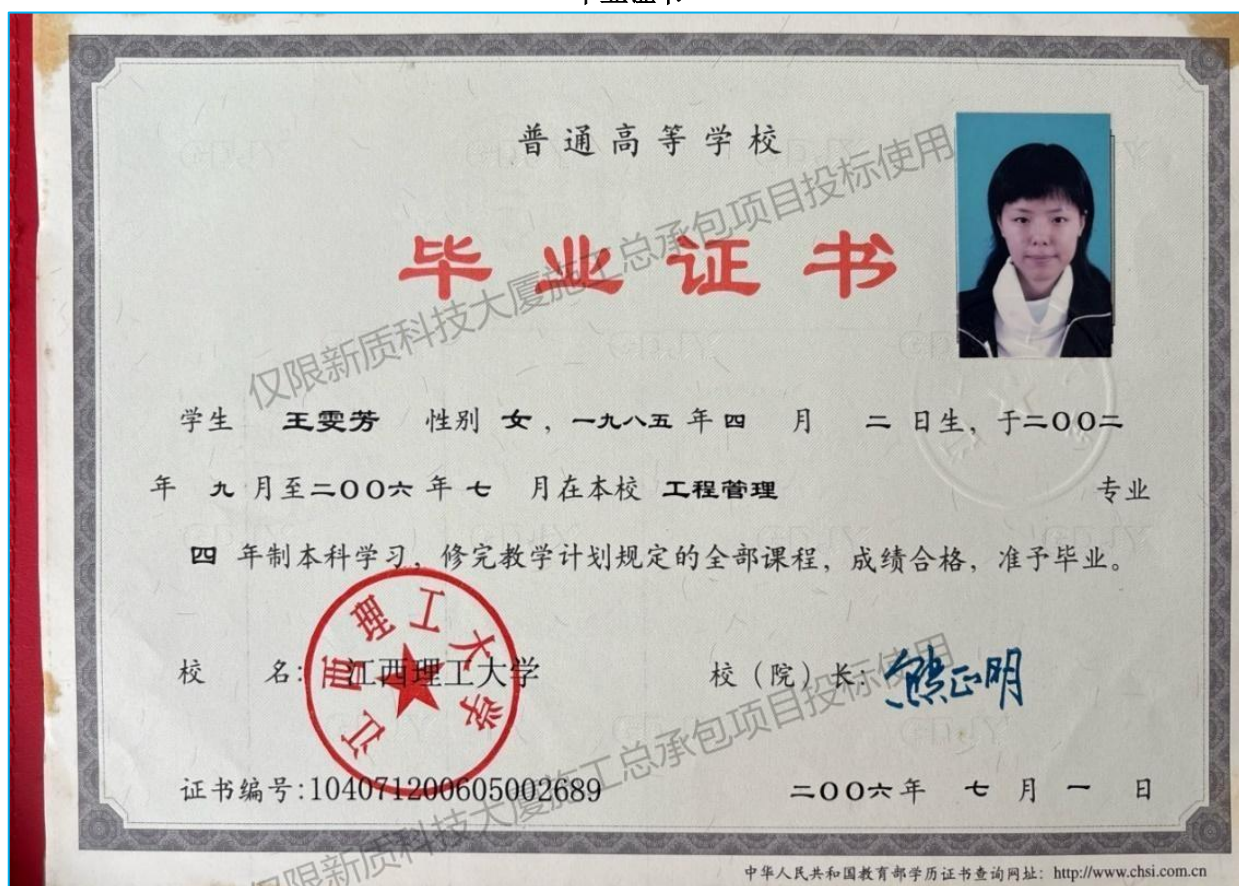 普通高等学校
毕业证书
仅限新质科技大厦施工总承包项目投标使用
学生 王雯芳 性别 女，一九八五年四 月 二 日生，于二〇〇二
年 九 月至二〇〇六 年 七 月在本校 工程管理 专业
四 年制本科学习，修完教学计划规定的全部课程，成绩合格，准予毕业。
江西理工大学
校 名: 江西理工大学 校（院）长: 熊正明
仅限新质科技大厦施工总承包项目投标使用
证书编号:104071200605002689 二〇〇六年 七 月 一 日
中华人民共和国教育部学历证书查询网址: http://www.chsi.com.cn